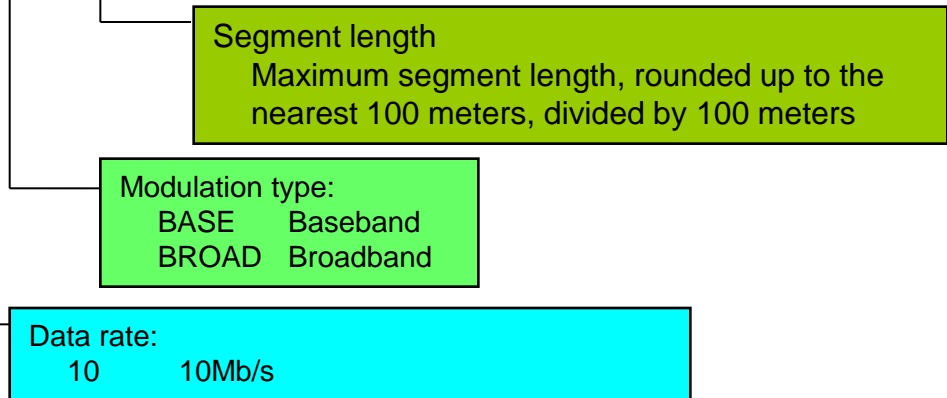 Segment length
Maximum segment length, rounded up to the
nearest 100 meters, divided by 100 meters
Modulation type:
BASE Baseband
BROAD Broadband
Data rate:
10 10Mb/s